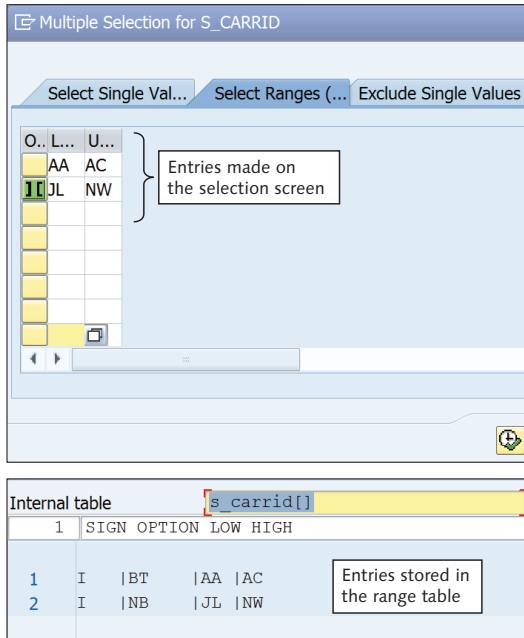 Multiple Selection for S_CARRID
Select Single Val... Select Ranges (... Exclude Single Values
O.. L... U...
AA AC
JL NW
Entries made on
the selection screen
Internal table s_carrid[]
1 SIGN OPTION LOW HIGH
1 I |BT |AA |AC
2 I |NB |JL |NW
Entries stored in
the range table